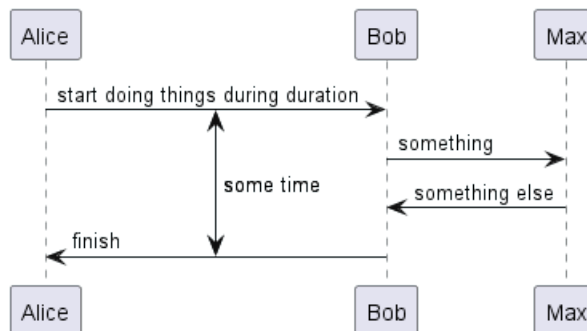 Alice
Bob
Max
start doing things during duration
something
some time
something else
finish
Alice
Bob
Max